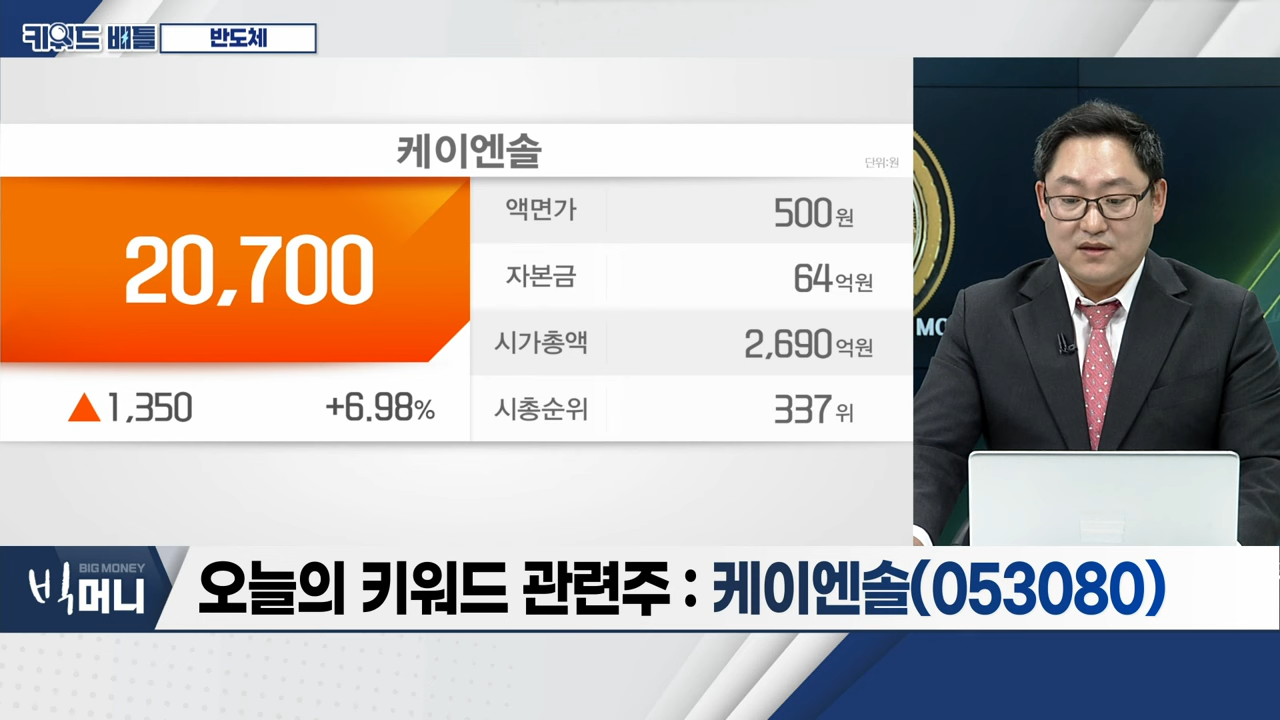 키워드 배틀 반도체
케이엔솔
단위:원
20,700
▲1,350 +6.98%
액면가 500원
자본금 64억원
시가총액 2,690억원
시총순위 337위
MO
BIG MONEY
빅머니
오늘의 키워드 관련주 : 케이엔솔(053080)